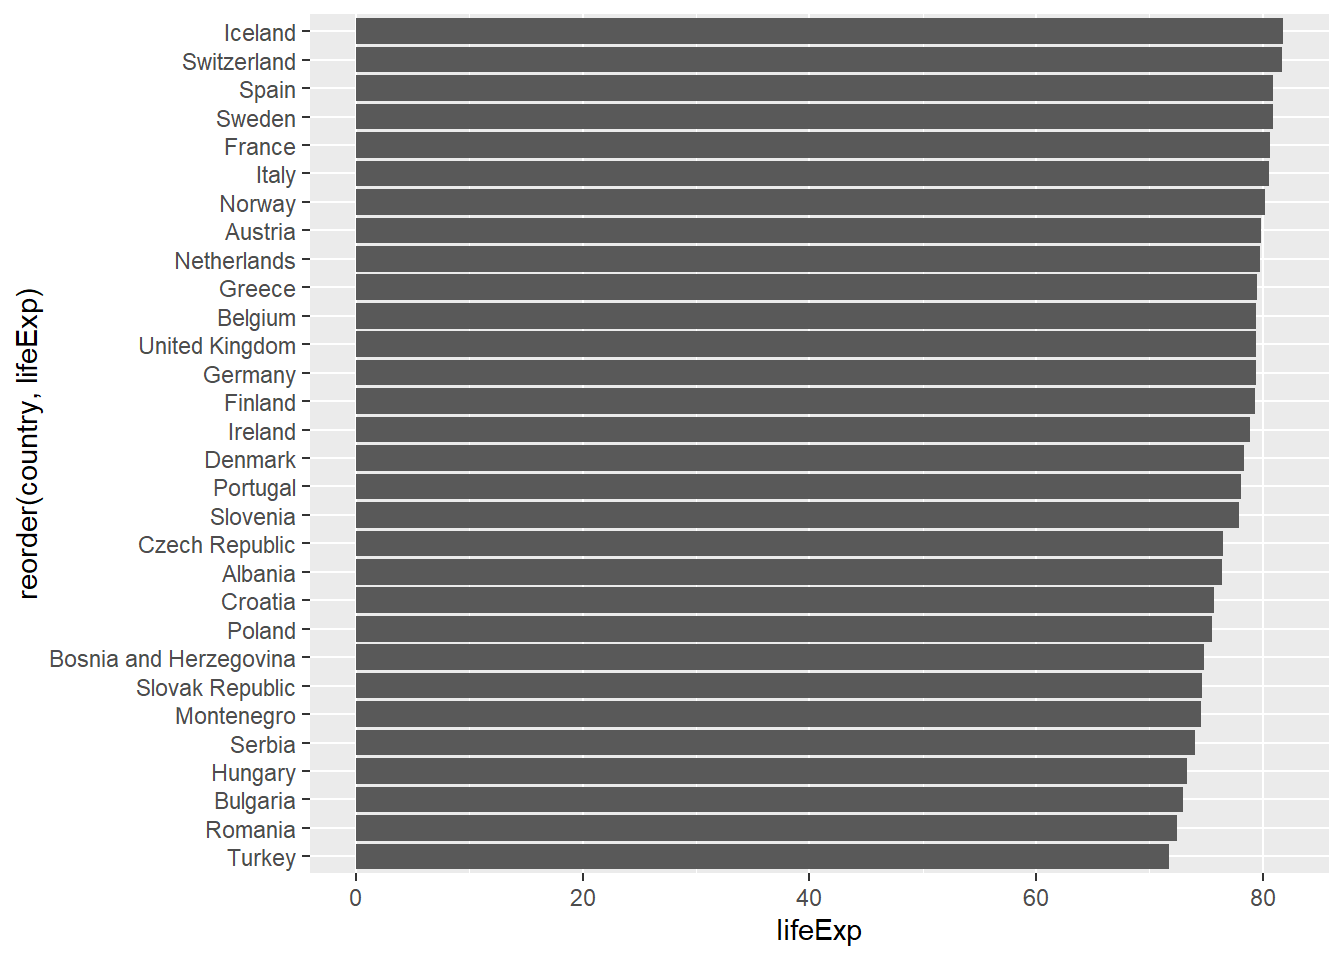 reorder(country, lifeExp)
Iceland
Switzerland
Spain
Sweden
France
Italy
Norway
Austria
Netherlands
Greece
Belgium
United Kingdom
Germany
Finland
Ireland
Denmark
Portugal
Slovenia
Czech Republic
Albania
Croatia
Poland
Bosnia and Herzegovina
Slovak Republic
Montenegro
Serbia
Hungary
Bulgaria
Romania
Turkey
0 20 40 60 80
lifeExp